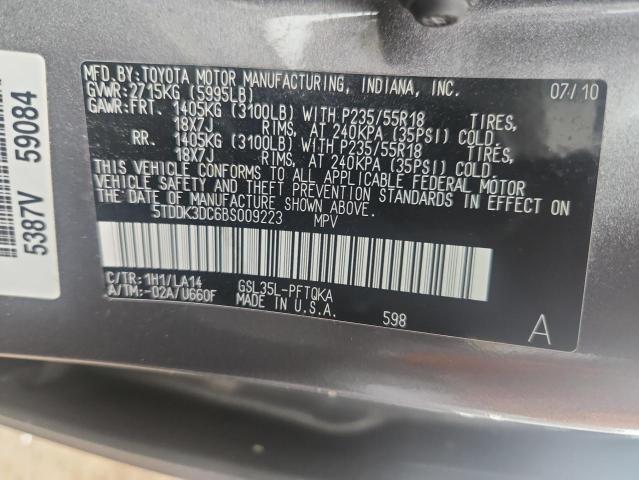 MFD.BY:TOYOTA MOTOR MANUFACTURING, INDIANA, INC. 07/10
GVWR:2715KG (5995LB)
GAWR:FRT. 1405KG (3100LB) WITH P235/55R18 TIRES,
18X7J RIMS, AT 240KPA (35PSI) COLD.
RR. 1405KG (3100LB) WITH P235/55R18 TIRES,
18X7J RIMS, AT 240KPA (35PSI) COLD.
THIS VEHICLE CONFORMS TO ALL APPLICABLE FEDERAL MOTOR
VEHICLE SAFETY AND THEFT PREVENTION STANDARDS IN EFFECT ON
THE DATE OF MANUFACTURE SHOWN ABOVE.
5TDDK3DC6BS009223 MPV
C/TR:1H1/LA14 GSL35L-PFTQKA
A/TM:-02A/U660F MADE IN U.S.A.
598 A
5387V 59084